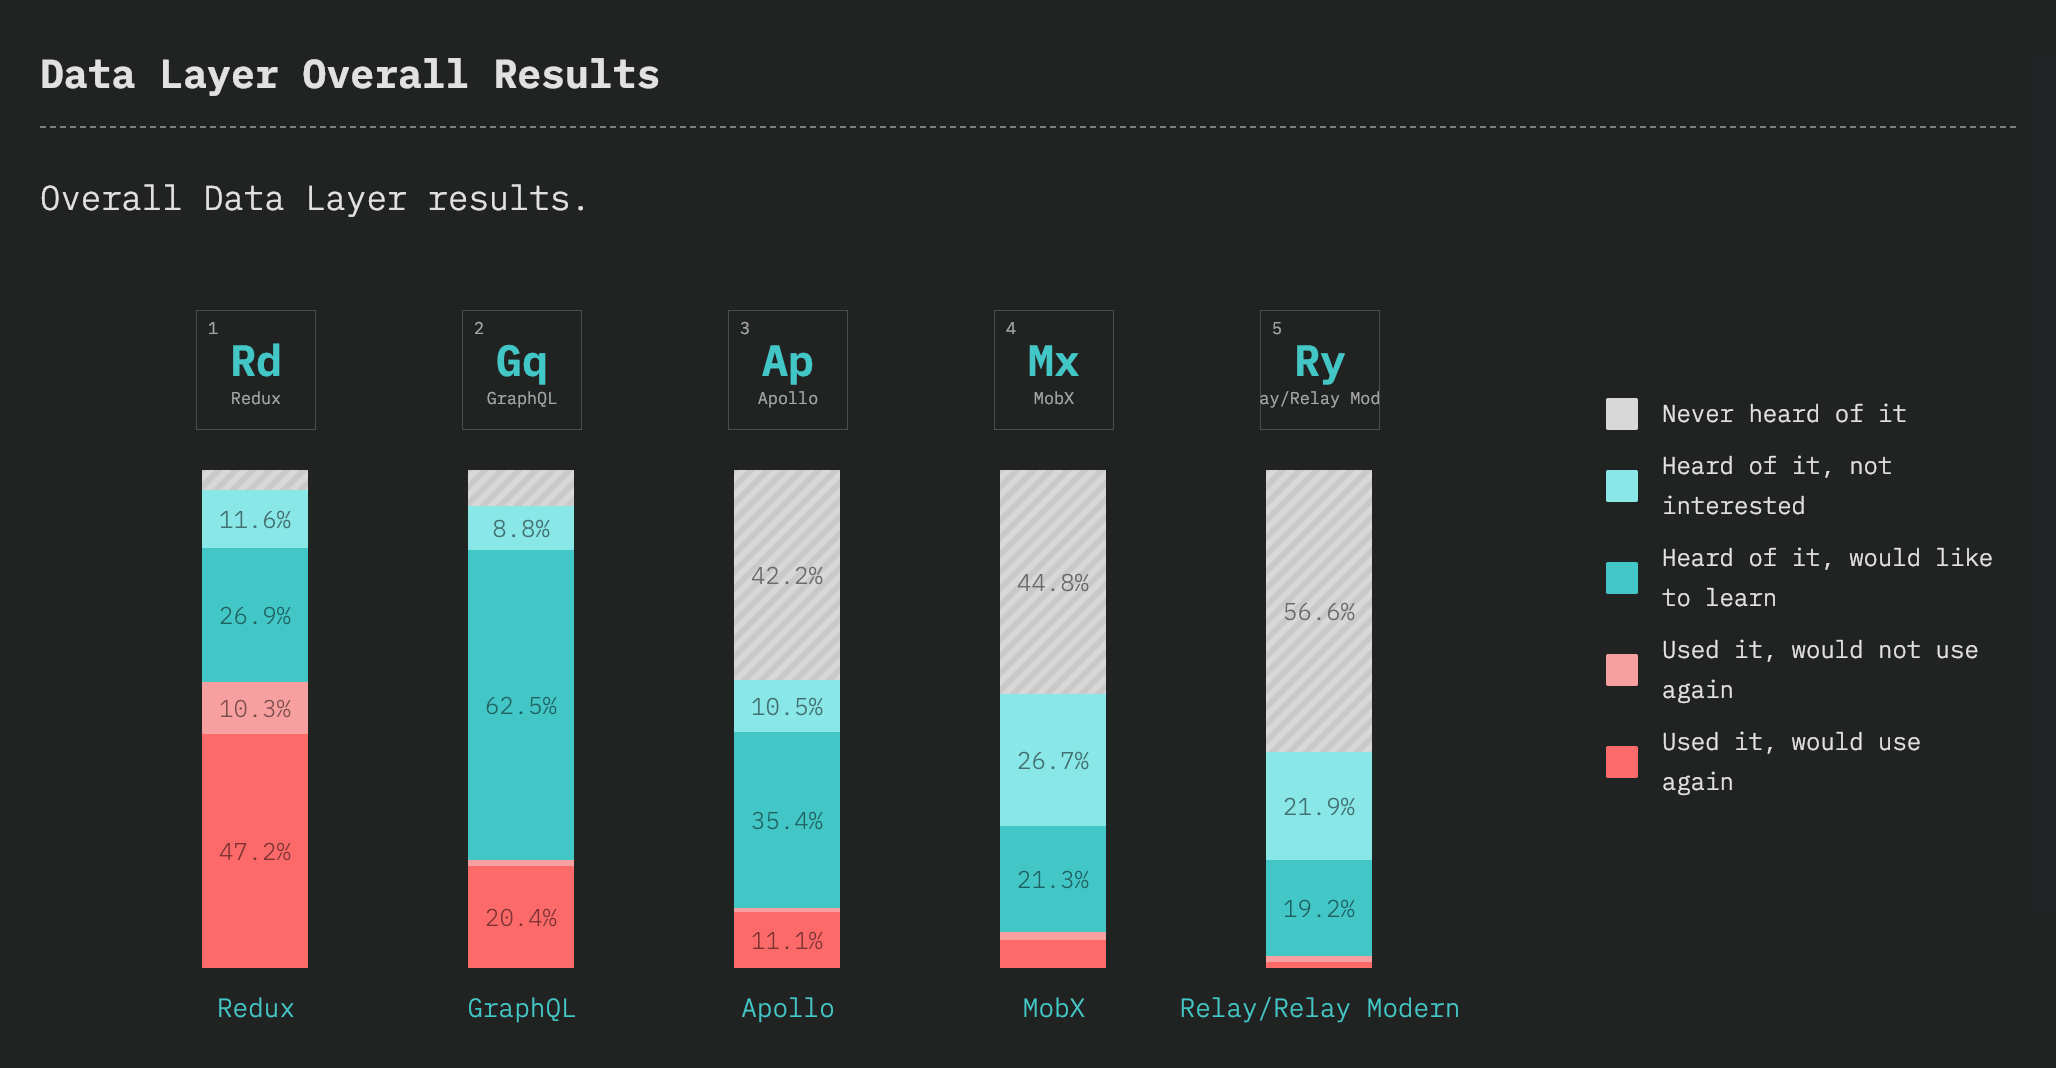 Data Layer Overall Results
Overall Data Layer results.
1
Rd
Redux
2
Gq
GraphQL
3
Ap
Apollo
4
Mx
MobX
5
Ry
ay/Relay Mod
11.6%
26.9%
10.3%
47.2%
Redux
8.8%
62.5%
20.4%
GraphQL
42.2%
10.5%
35.4%
11.1%
Apollo
44.8%
26.7%
21.3%
MobX
56.6%
21.9%
19.2%
Relay/Relay Modern
Never heard of it
Heard of it, not
interested
Heard of it, would like
to learn
Used it, would not use
again
Used it, would use
again